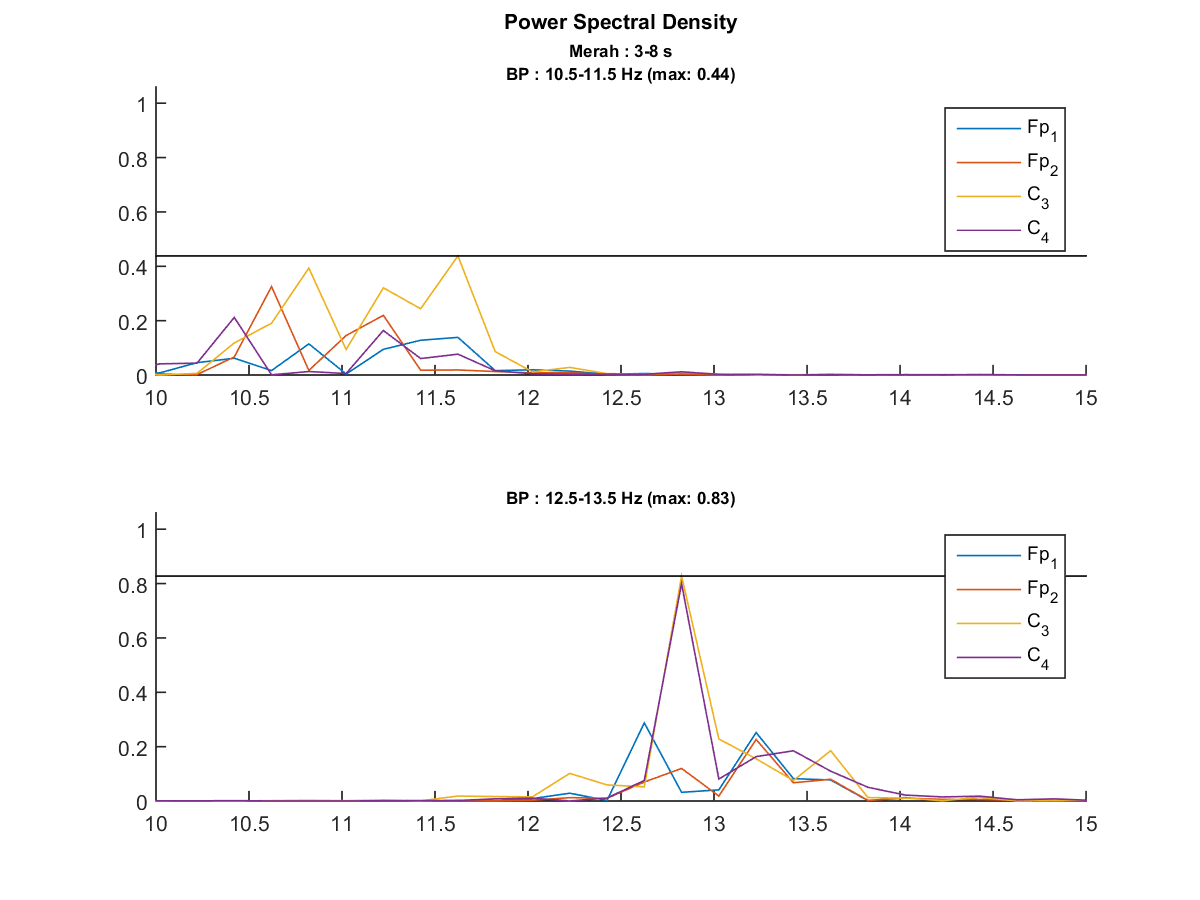 Power Spectral Density
Merah : 3-8 s
BP : 10.5-11.5 Hz (max: 0.44)
1
0.8
0.6
0.4
0.2
0
10 10.5 11 11.5 12 12.5 13 13.5 14 14.5 15
Fp1
Fp2
C3
C4
BP : 12.5-13.5 Hz (max: 0.83)
1
0.8
0.6
0.4
0.2
0
10 10.5 11 11.5 12 12.5 13 13.5 14 14.5 15
Fp1
Fp2
C3
C4